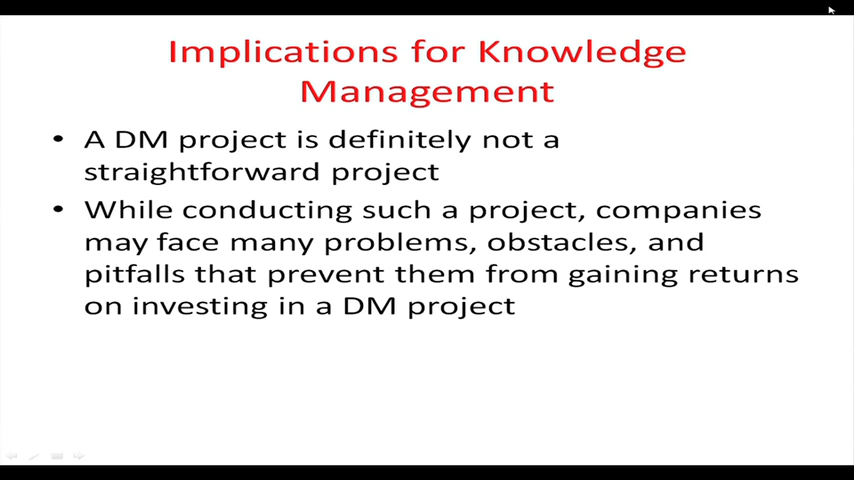 Implications for Knowledge
Management
• A DM project is definitely not a
straightforward project
• While conducting such a project, companies
may face many problems, obstacles, and
pitfalls that prevent them from gaining returns
on investing in a DM project